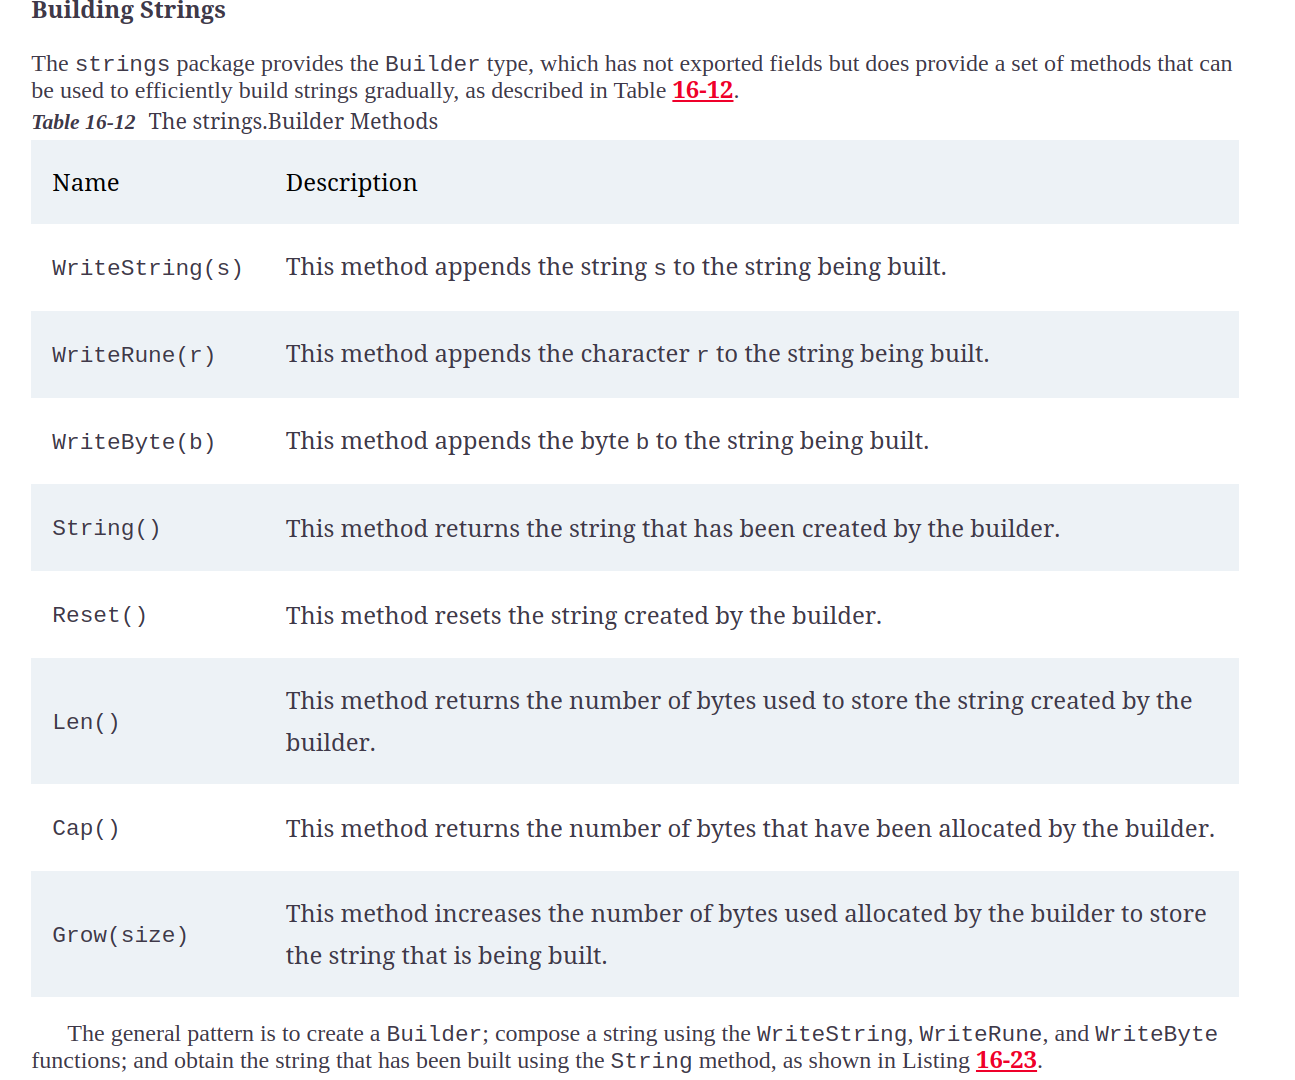 Building Strings
The strings package provides the Builder type, which has not exported fields but does provide a set of methods that can
be used to efficiently build strings gradually, as described in Table 16-12.
Table 16-12 The strings.Builder Methods
Name Description
WriteString(s) This method appends the string s to the string being built.
WriteRune(r) This method appends the character r to the string being built.
WriteByte(b) This method appends the byte b to the string being built.
String() This method returns the string that has been created by the builder.
Reset() This method resets the string created by the builder.
Len() This method returns the number of bytes used to store the string created by the
builder.
Cap() This method returns the number of bytes that have been allocated by the builder.
Grow(size) This method increases the number of bytes used allocated by the builder to store
the string that is being built.
The general pattern is to create a Builder; compose a string using the WriteString, WriteRune, and WriteByte
functions; and obtain the string that has been built using the String method, as shown in Listing 16-23.